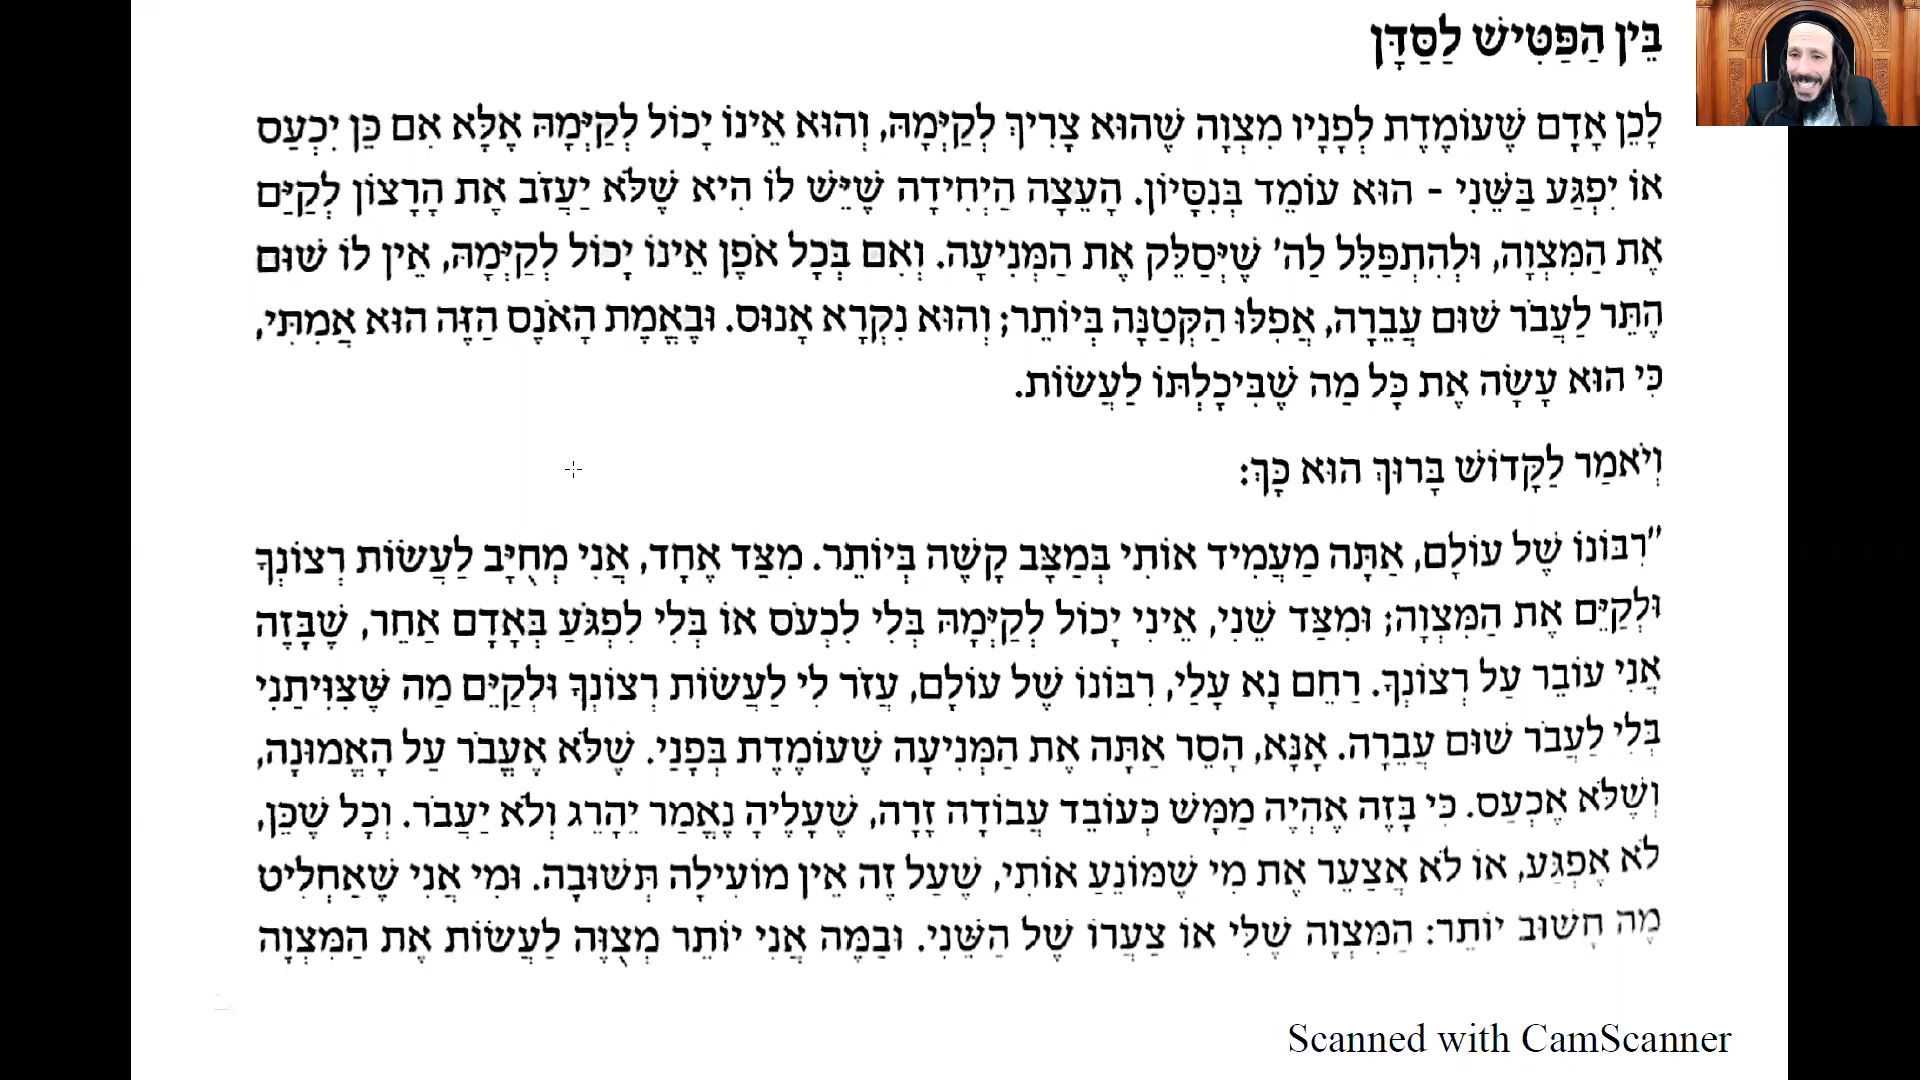 בֵּין הַפַּטִּישׁ לַסַּדָּן
לָכֵן אָדָם שֶׁעוֹמֶדֶת לְפָנָיו מִצְוָה שֶׁהוּא צָרִיךְ לְקַיְּמָהּ, וְהוּא אֵינוֹ יָכוֹל לְקַיְּמָהּ אֶלָּא אִם כֵּן יִכְעַס
אוֹ יִפְגַּע בַּשֵּׁנִי - הוּא עוֹמֵד בְּנִסָּיוֹן. הָעֵצָה הַיְחִידָה שֶׁיֵּשׁ לוֹ הִיא שֶׁלֹּא יַעֲזֹב אֶת הָרָצוֹן לְקַיֵּם
אֶת הַמִּצְוָה, וּלְהִתְפַּלֵּל לַה' שֶׁיְּסַלֵּק אֶת הַמְּנִיעָה. וְאִם בְּכָל אֹפֶן אֵינוֹ יָכוֹל לְקַיְּמָהּ, אֵין לוֹ שׁוּם
הֶתֵּר לַעֲבֹר שׁוּם עֲבֵרָה, אֲפִלּוּ הַקְּטַנָּה בְּיוֹתֵר; וְהוּא נִקְרָא אָנוּס. וּבֶאֱמֶת הָאֹנֶס הַזֶּה הוּא אֲמִתִּי,
כִּי הוּא עָשָׂה אֶת כָּל מַה שֶּׁבִּיכָלְתּוֹ לַעֲשׂוֹת.
וְיֹאמַר לַקָּדוֹשׁ בָּרוּךְ הוּא כָּךְ:
"רִבּוֹנוֹ שֶׁל עוֹלָם, אַתָּה מַעֲמִיד אוֹתִי בְּמַצָּב קָשֶׁה בְּיוֹתֵר. מִצַּד אֶחָד, אֲנִי מְחֻיָּב לַעֲשׂוֹת רְצוֹנְךָ
וּלְקַיֵּם אֶת הַמִּצְוָה; וּמִצַּד שֵׁנִי, אֵינִי יָכוֹל לְקַיְּמָהּ בְּלִי לִכְעֹס אוֹ בְּלִי לִפְגֹּעַ בְּאָדָם אַחֵר, שֶׁבָּזֶה
אֲנִי עוֹבֵר עַל רְצוֹנְךָ. רַחֵם נָא עָלַי, רִבּוֹנוֹ שֶׁל עוֹלָם, עֲזֹר לִי לַעֲשׂוֹת רְצוֹנְךָ וּלְקַיֵּם מַה שֶּׁצִּוִּיתַנִי
בְּלִי לַעֲבֹר שׁוּם עֲבֵרָה. אָנָּא, הָסֵר אַתָּה אֶת הַמְּנִיעָה שֶׁעוֹמֶדֶת בְּפָנַי. שֶׁלֹּא אֶעֱבֹר עַל הָאֱמוּנָה,
וְשֶׁלֹּא אֶכְעַס. כִּי בָּזֶה אֶהְיֶה מַמָּשׁ כְּעוֹבֵד עֲבוֹדָה זָרָה, שֶׁעָלֶיהָ נֶאֱמַר יֵהָרֵג וְלֹא יַעֲבֹר. וְכָל שֶׁכֵּן,
לֹא אֶפְגַּע, אוֹ לֹא אֲצַעֵר אֶת מִי שֶׁמּוֹנֵעַ אוֹתִי, שֶׁעַל זֶה אֵין מוֹעִילָה תְּשׁוּבָה. וּמִי אֲנִי שֶׁאַחְלִיט
מֶה חָשׁוּב יוֹתֵר: הַמִּצְוָה שֶׁלִּי אוֹ צַעֲרוֹ שֶׁל הַשֵּׁנִי. וּבַמֶּה אֲנִי יוֹתֵר מְצֻוֶּה לַעֲשׂוֹת אֶת הַמִּצְוָה
Scanned with CamScanner